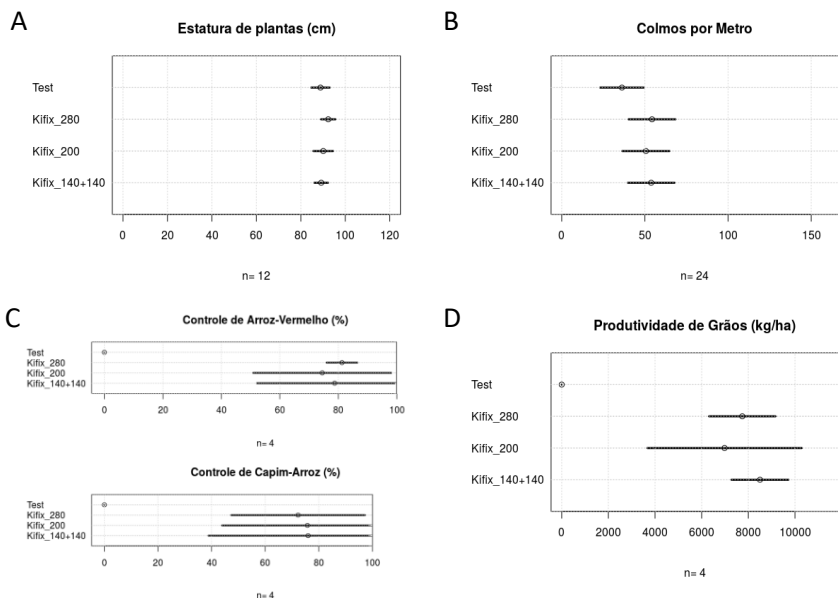 A
Estatura de plantas (cm)
Test
Kifix_280
Kifix_200
Kifix_140+140
0 20 40 60 80 100 120
n= 12
B
Colmos por Metro
Test
Kifix_280
Kifix_200
Kifix_140+140
0 50 100 150
n= 24
C
Controle de Arroz-Vermelho (%)
Test
Kifix_280
Kifix_200
Kifix_140+140
0 20 40 60 80 100
n= 4
Controle de Capim-Arroz (%)
Test
Kifix_280
Kifix_200
Kifix_140+140
0 20 40 60 80 100
n= 4
D
Produtividade de Grãos (kg/ha)
Test
Kifix_280
Kifix_200
Kifix_140+140
0 2000 4000 6000 8000 10000
n= 4